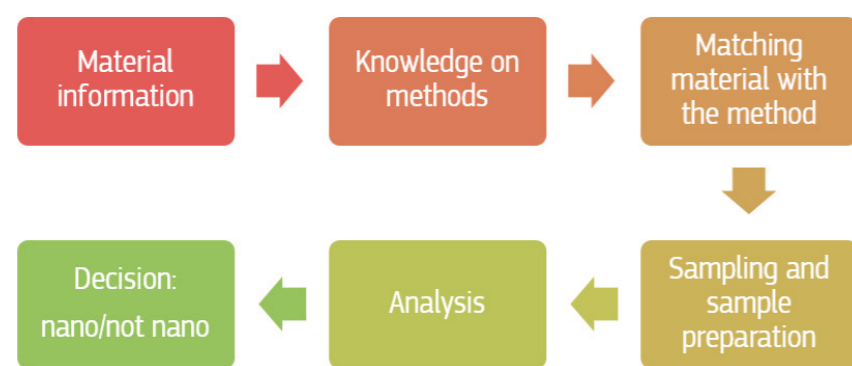 Material
information
Knowledge on
methods
Matching
material with
the method
Sampling and
sample
preparation
Analysis
Decision:
nano/not nano